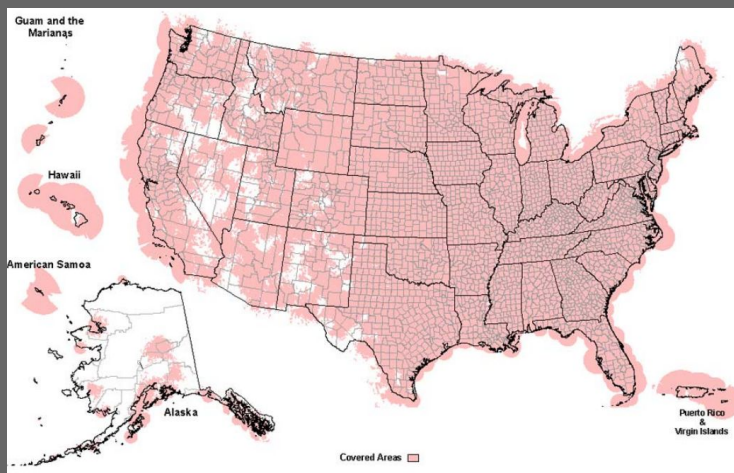 Guam and the
Marianas
Hawaii
American Samoa
Alaska
Puerto Rico
&
Virgin Islands
Covered Areas